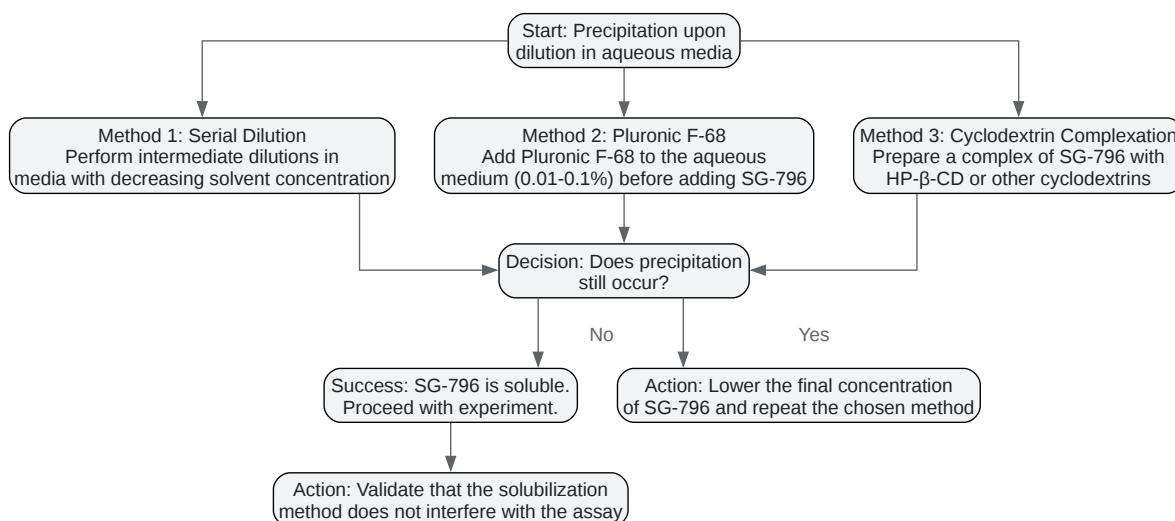 Start: Precipitation upon
dilution in aqueous media
Method 1: Serial Dilution
Perform intermediate dilutions in
media with decreasing solvent concentration
Method 2: Pluronic F-68
Add Pluronic F-68 to the aqueous
medium (0.01-0.1%) before adding SG-796
Method 3: Cyclodextrin Complexation
Prepare a complex of SG-796 with
HP-β-CD or other cyclodextrins
Decision: Does precipitation
still occur?
No
Yes
Success: SG-796 is soluble.
Proceed with experiment.
Action: Lower the final concentration
of SG-796 and repeat the chosen method
Action: Validate that the solubilization
method does not interfere with the assay